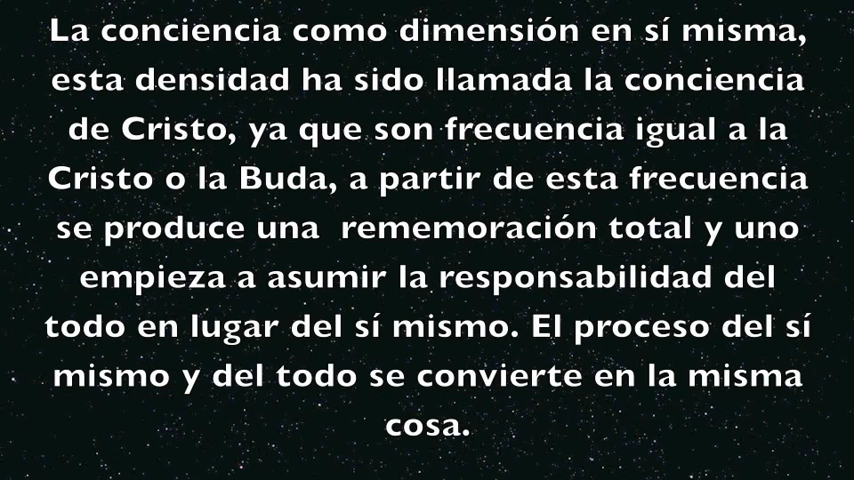 La conciencia como dimensión en sí misma,
esta densidad ha sido llamada la conciencia
de Cristo, ya que son frecuencia igual a la
Cristo o la Buda, a partir de esta frecuencia
se produce una  rememoración total y uno
empieza a asumir la responsabilidad del
todo en lugar del sí mismo. El proceso del sí
mismo y del todo se convierte en la misma
cosa.